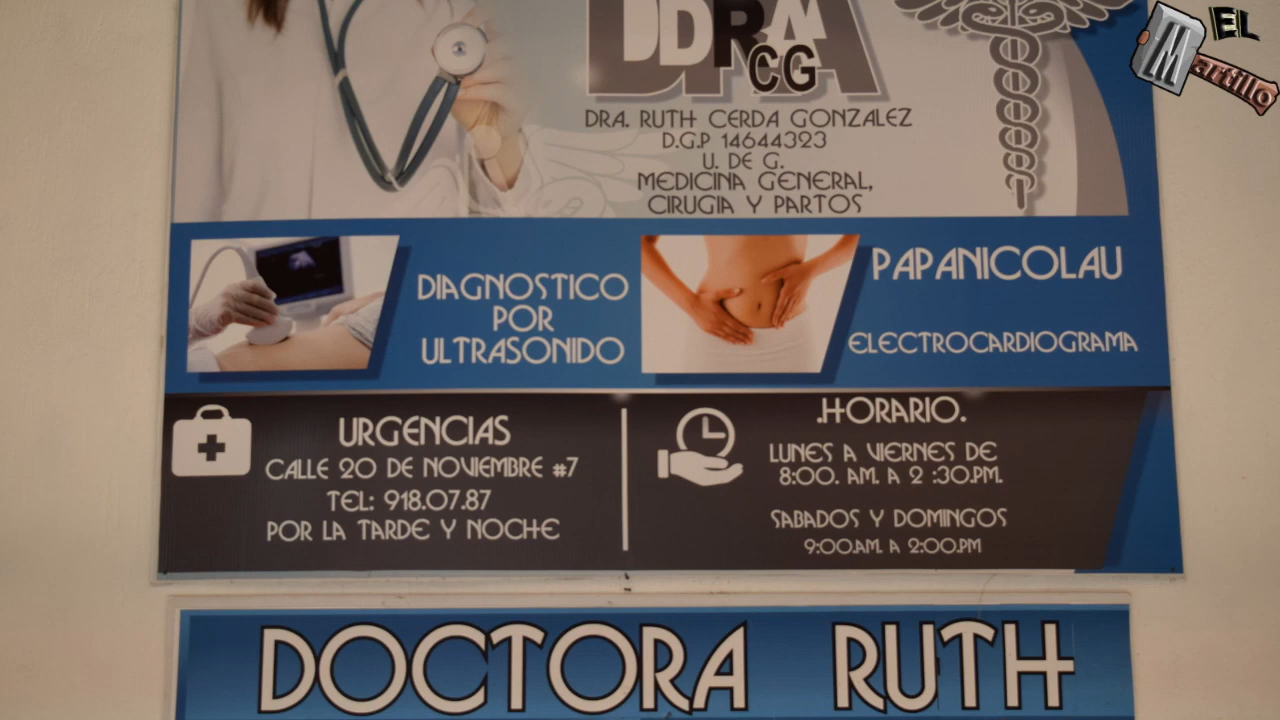 EL
Martillo
DRA
CG
DRA. RUTH CERDA GONZALEZ
D.G.P 14644323
U. DE G.
MEDICINA GENERAL,
CIRUGIA Y PARTOS
DIAGNOSTICO
POR
ULTRASONIDO
PAPANICOLAU
ELECTROCARDIOGRAMA
URGENCIAS
CALLE 20 DE NOVIEMBRE #7
TEL: 918.07.87
POR LA TARDE Y NOCHE
.HORARIO.
LUNES A VIERNES DE
8:00. AM. A 2 :30.PM.
SABADOS Y DOMINGOS
9:00.AM. A 2:00.PM
DOCTORA RUTH